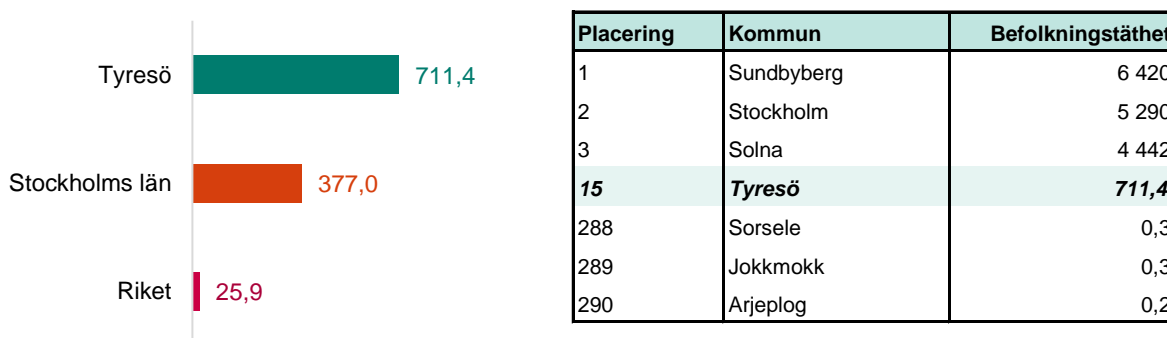 Tyresö 711,4
Stockholms län 377,0
Riket 25,9
Placering Kommun Befolkningstäthet
1 Sundbyberg 6 420
2 Stockholm 5 290
3 Solna 4 442
15 Tyresö 711,4
288 Sorsele 0,3
289 Jokkmokk 0,3
290 Arjeplog 0,2